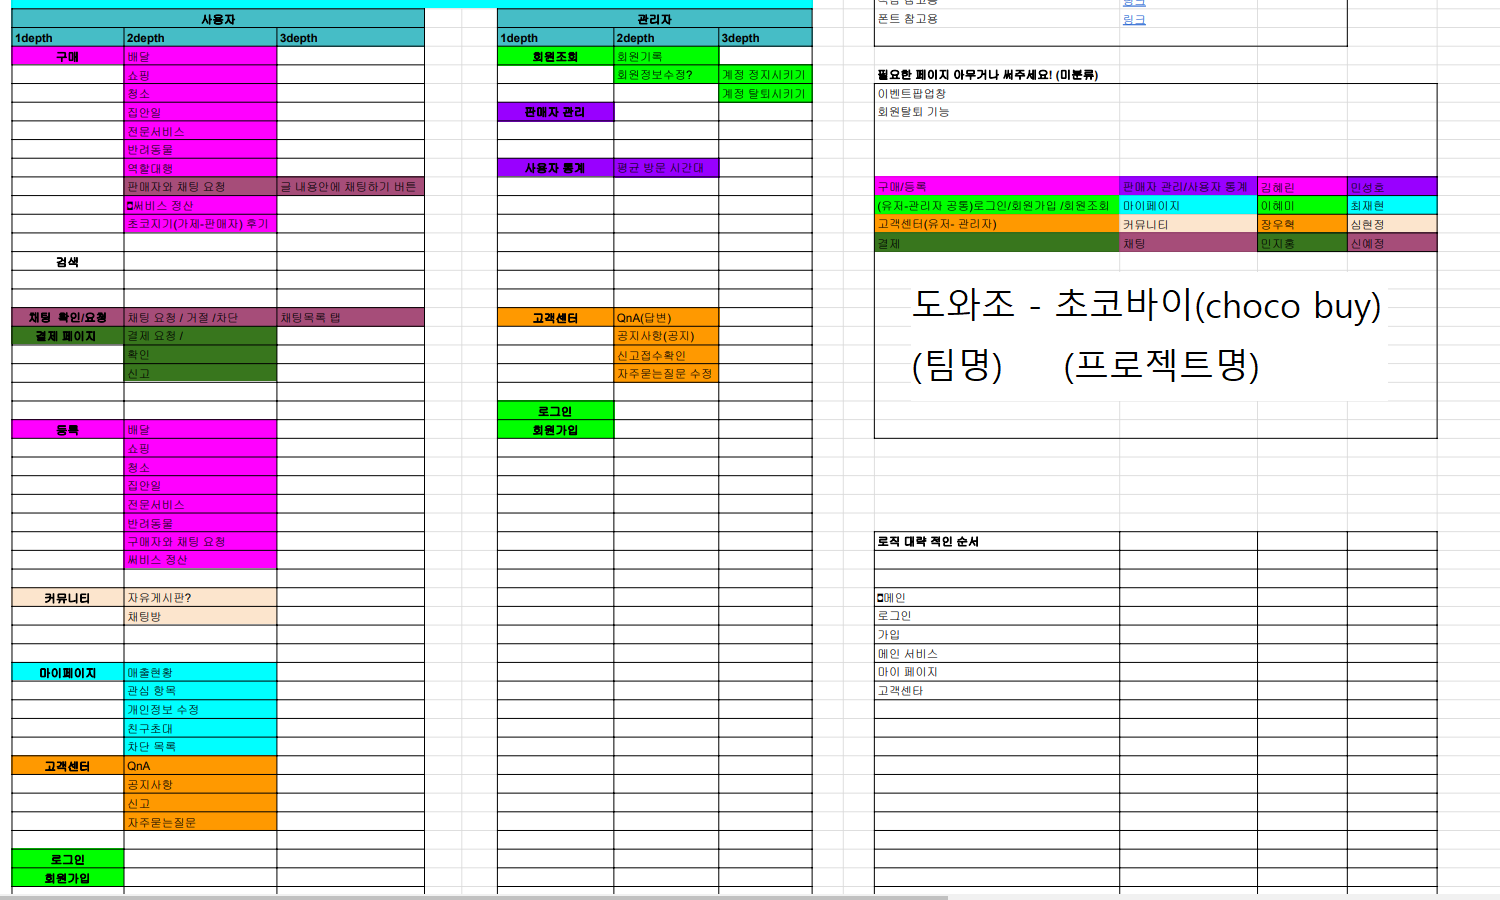 사용자
1depth 2depth 3depth
구매 배달
쇼핑
청소
집안일
전문서비스
반려동물
역할대행
판매자와 채팅 요청 글 내용안에 채팅하기 버튼
써비스 정산
초코지기(가제-판매자) 후기
검색
채팅 확인/요청 채팅 요청 / 거절 /차단 채팅목록 탭
결제 페이지 결제 요청 /
확인
신고
등록 배달
쇼핑
청소
집안일
전문서비스
반려동물
구매자와 채팅 요청
써비스 정산
커뮤니티 자유게시판?
채팅방
마이페이지 매출현황
관심 항목
개인정보 수정
친구초대
차단 목록
고객센터 QnA
공지사항
신고
자주묻는질문
로그인
회원가입
관리자
1depth 2depth 3depth
회원조회 회원기록
회원정보수정? 계정 정지시키기
계정 탈퇴시키기
판매자 관리
사용자 통계 평균 방문 시간대
고객센터 QnA(답변)
공지사항(공지)
신고접수확인
자주묻는질문 수정
로그인
회원가입
참고용 링크
폰트 참고용 링크
필요한 페이지 아무거나 써주세요! (미분류)
이벤트팝업창
회원탈퇴 기능
구매/등록 판매자 관리/사용자 통계 김혜린 민성호
(유저-관리자 공통)로그인/회원가입 /회원조회 마이페이지 이혜미 최재현
고객센터(유저- 관리자) 커뮤니티 장우혁 심현정
결제 채팅 민지홍 신예정
도와조 - 초코바이(choco buy)
(팀명) (프로젝트명)
로직 대략 적인 순서
메인
로그인
가입
메인 서비스
마이 페이지
고객센타